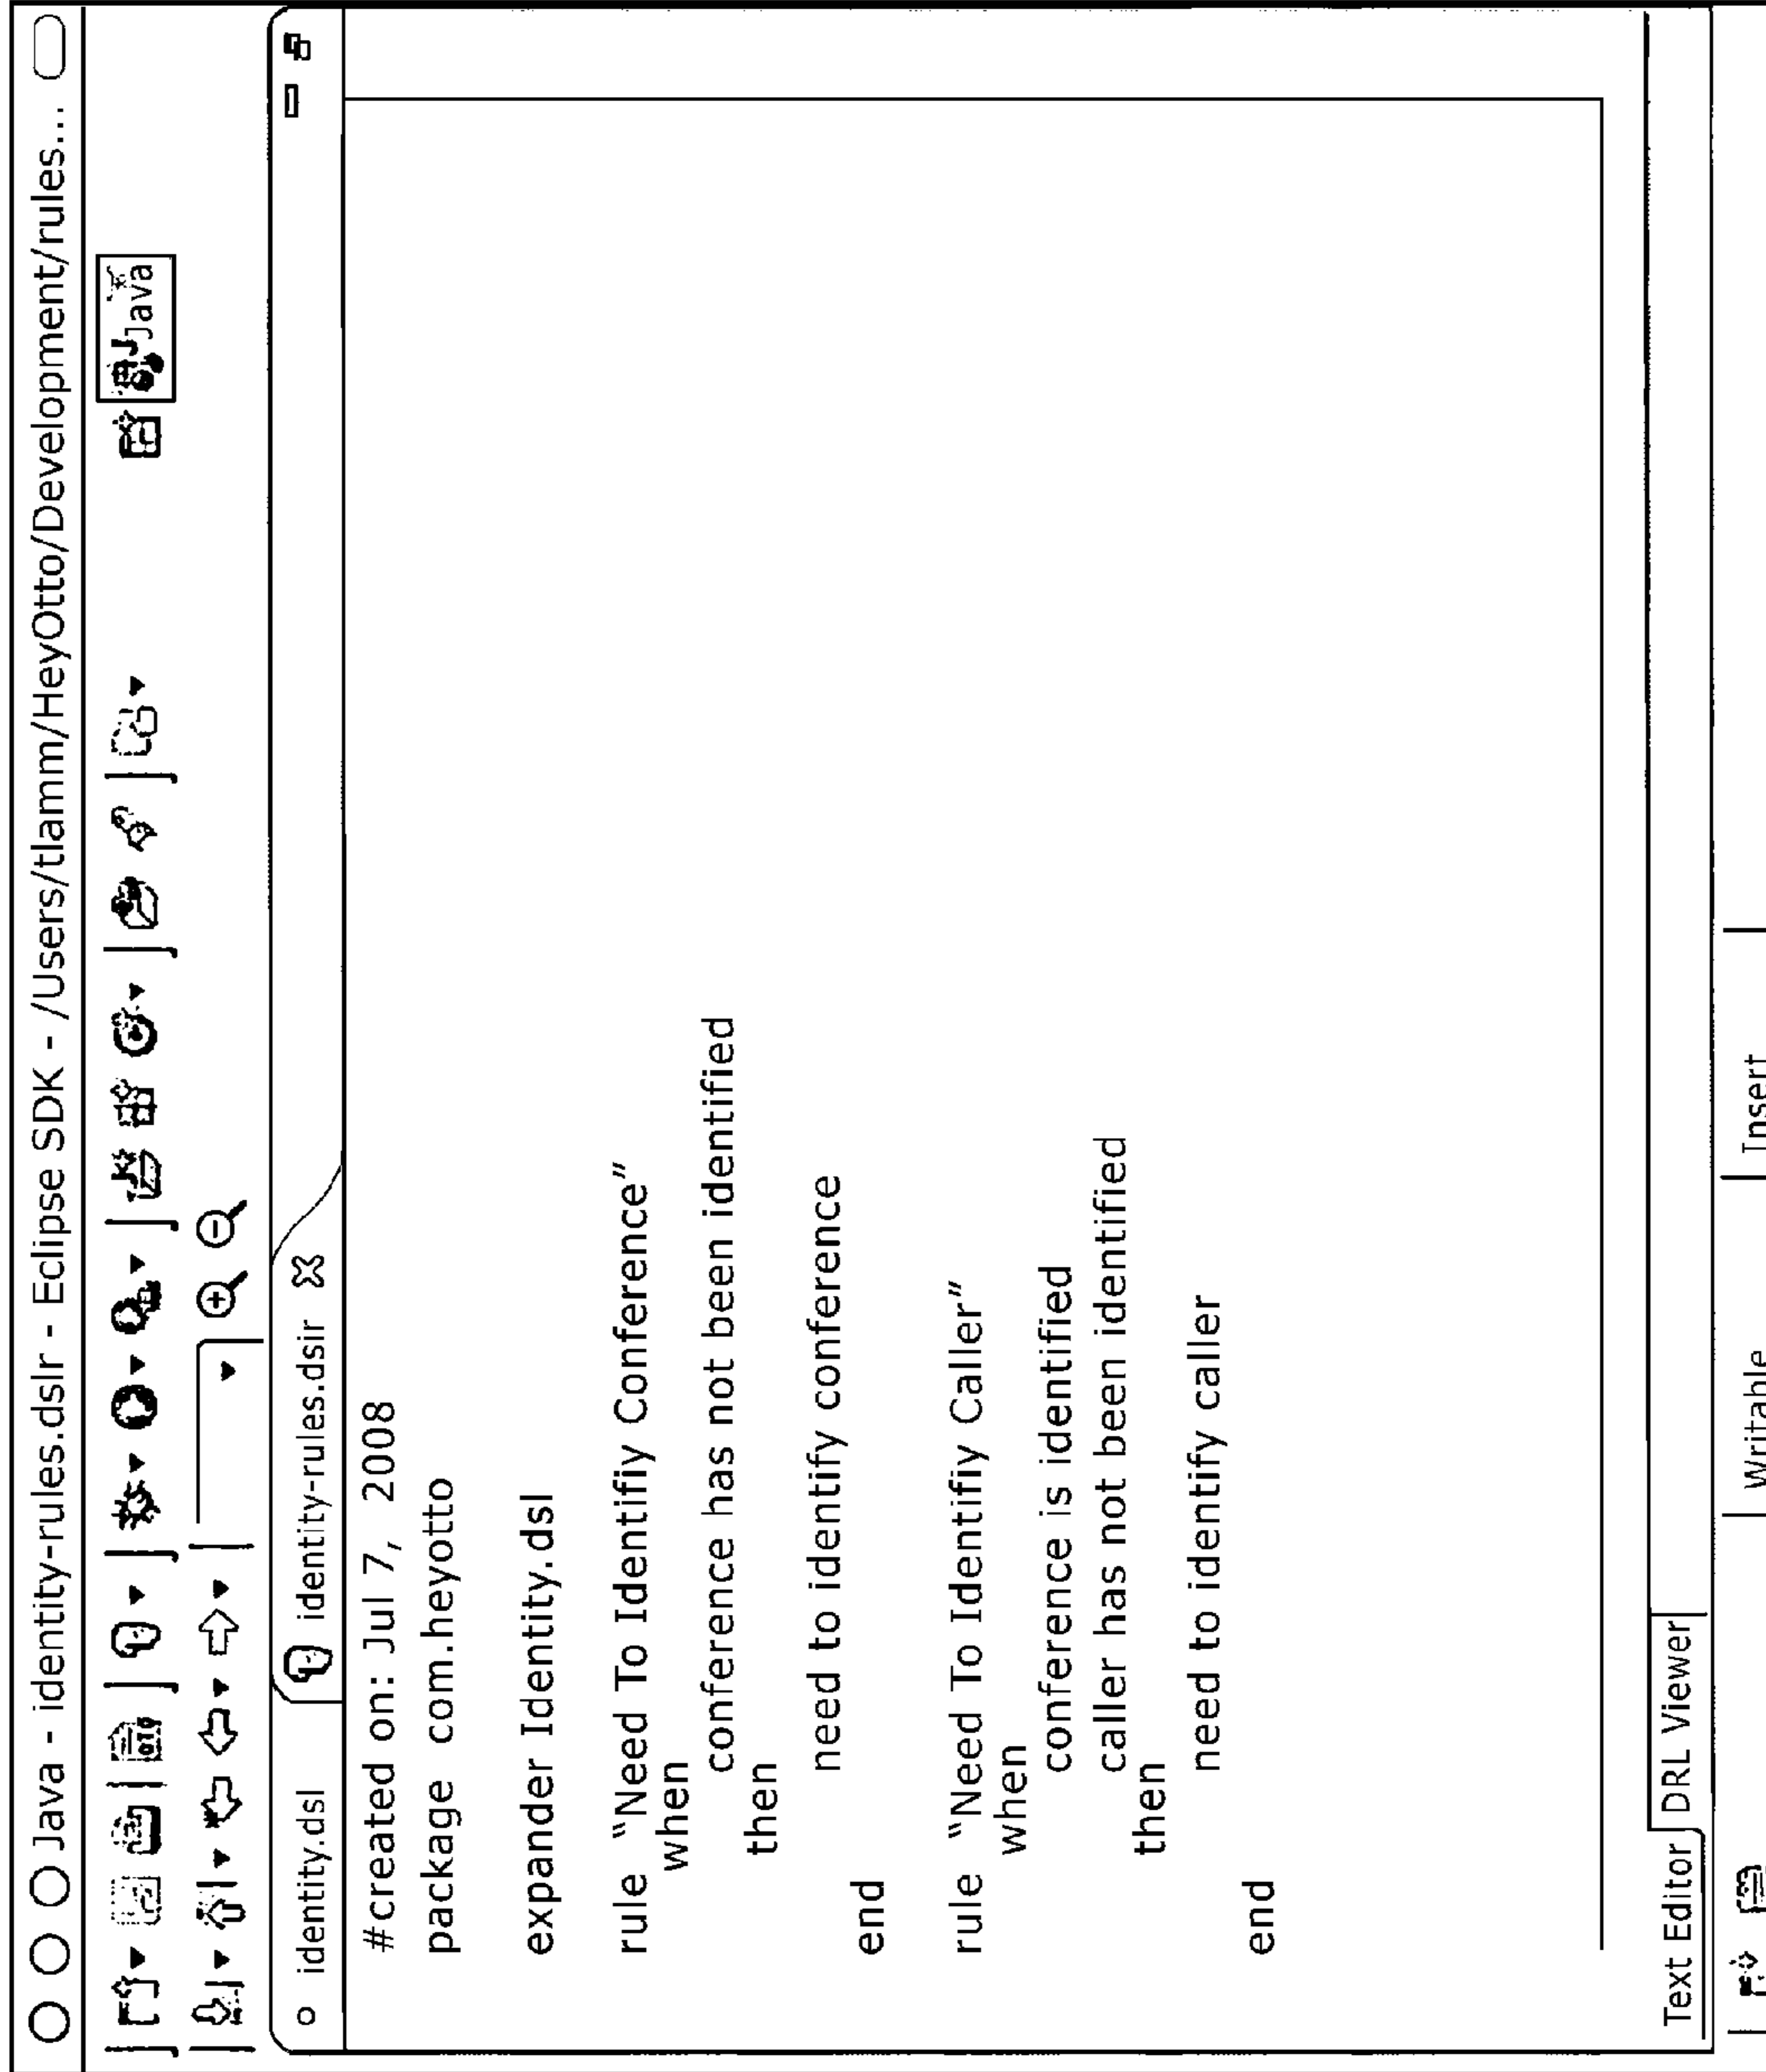 Java - identity-rules.dslr - Eclipse SDK - /Users/tlamm/HeyOtto/Development/rules...
Java
identity.dsl
identity-rules.dsir
#created on: Jul 7, 2008
package com.heyotto
expander Identity.dsl
rule "Need To Identifiy Conference"
when
conference has not been identified
then
need to identify conference
end
rule "Need To Identifiy Caller"
when
conference is identified
caller has not been identified
then
need to identify caller
end
Text Editor DRL Viewer
Writable Insert